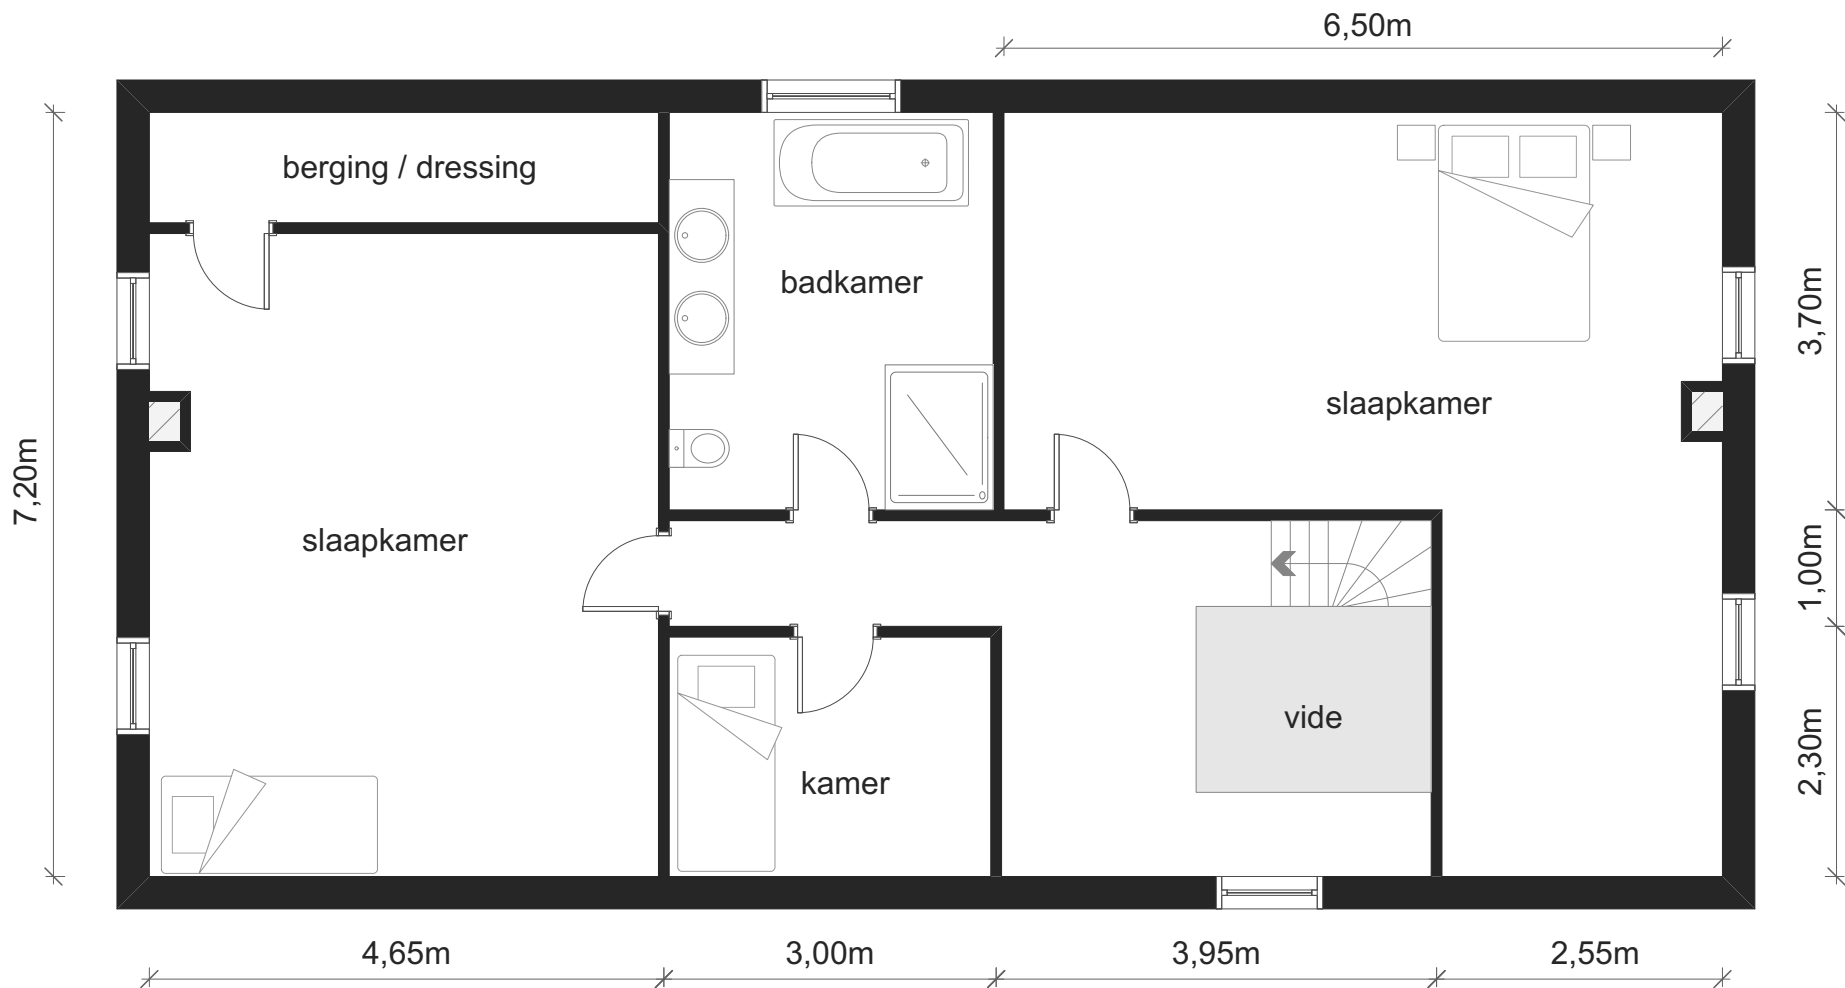 6,50m
berging / dressing
badkamer
3,70m
slaapkamer
7,20m
slaapkamer
1,00m
vide
2,30m
kamer
4,65m
3,00m
3,95m
2,55m